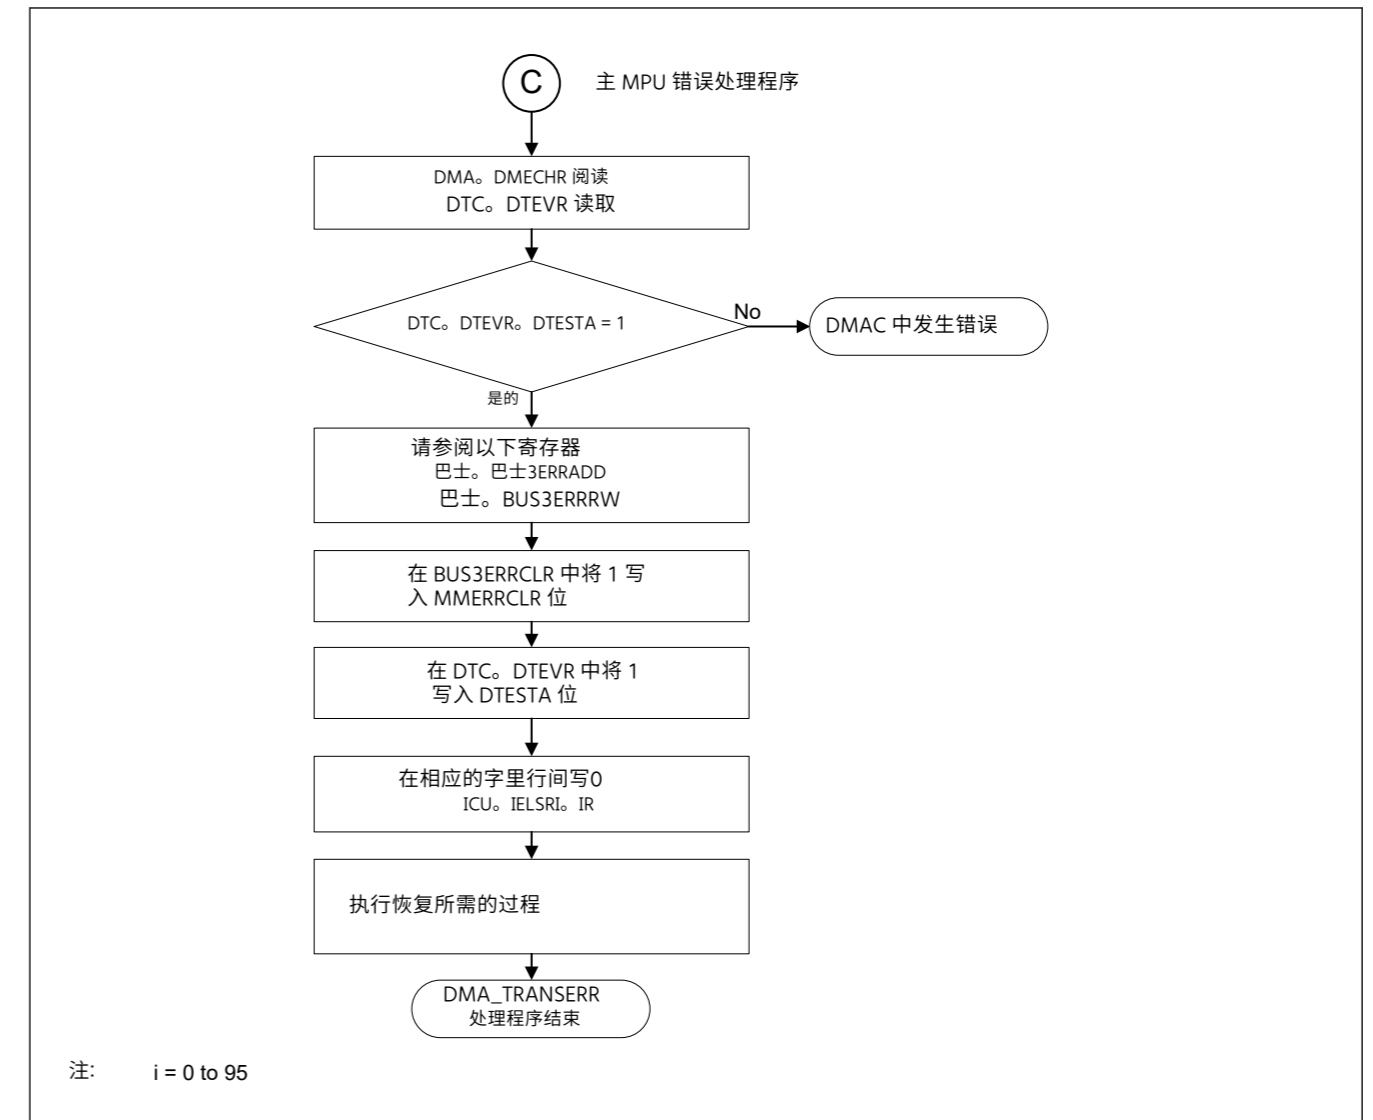 C
主 MPU 错误处理程序
DMA。DMECHR 阅读
DTC。DTEVR 读取
DTC。DTEVR。DTESTA = 1
No
DMAC 中发生错误
是的
请参阅以下寄存器
巴士。巴士3ERRADD
巴士。BUS3ERRRW
在 BUS3ERRCLR 中将 1 写
入 MMERRCLR 位
在 DTC。DTEVR 中将 1
写入 DTESTA 位
在相应的字里行间写0
ICU。IELSRI。IR
执行恢复所需的过程
DMA_TRANSERR
处理程序结束
注: i = 0 to 95